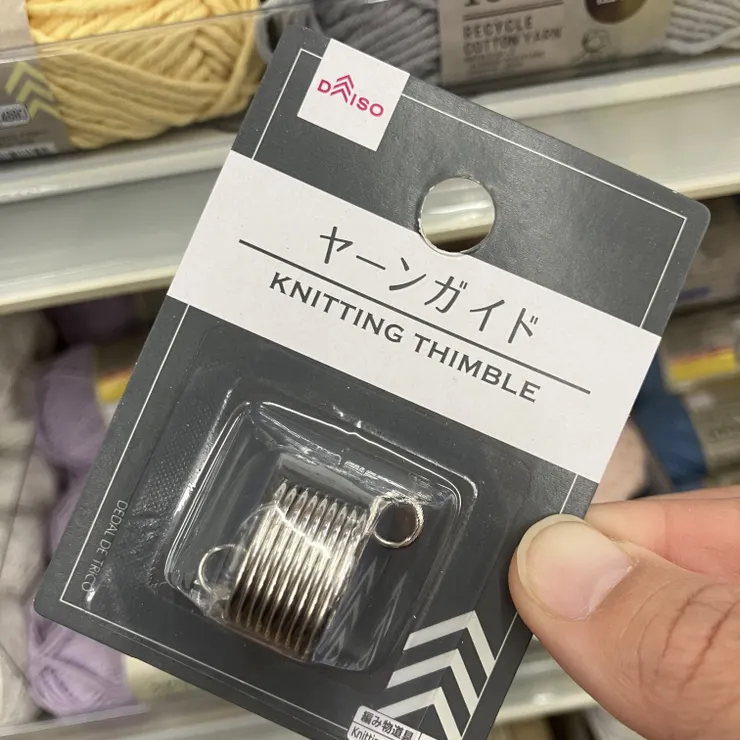 RECYCLE
COTTON YARN
DAISO
ヤーンガイド
KNITTING THIMBLE
DEDAL DE TRICO
編み物道具